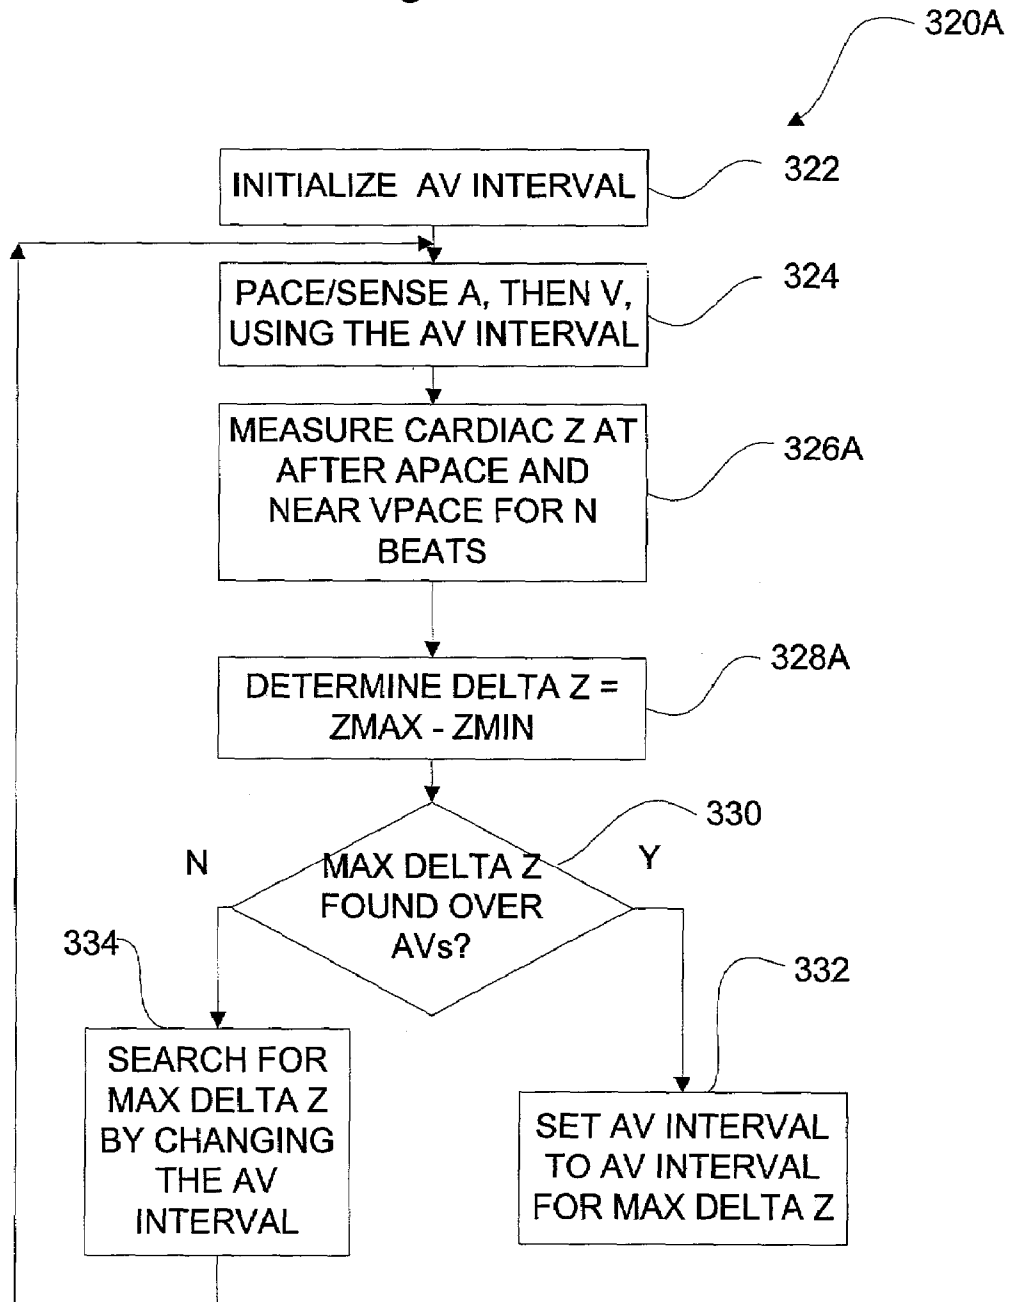 320A
INITIALIZE AV INTERVAL
322
PACE/SENSE A, THEN V,
USING THE AV INTERVAL
324
MEASURE CARDIAC Z AT
AFTER APACE AND
NEAR VPACE FOR N
BEATS
326A
DETERMINE DELTA Z =
ZMAX - ZMIN
328A
330
N
Y
MAX DELTA Z
FOUND OVER
AVs?
334
332
SEARCH FOR
MAX DELTA Z
BY CHANGING
THE AV
INTERVAL
SET AV INTERVAL
TO AV INTERVAL
FOR MAX DELTA Z